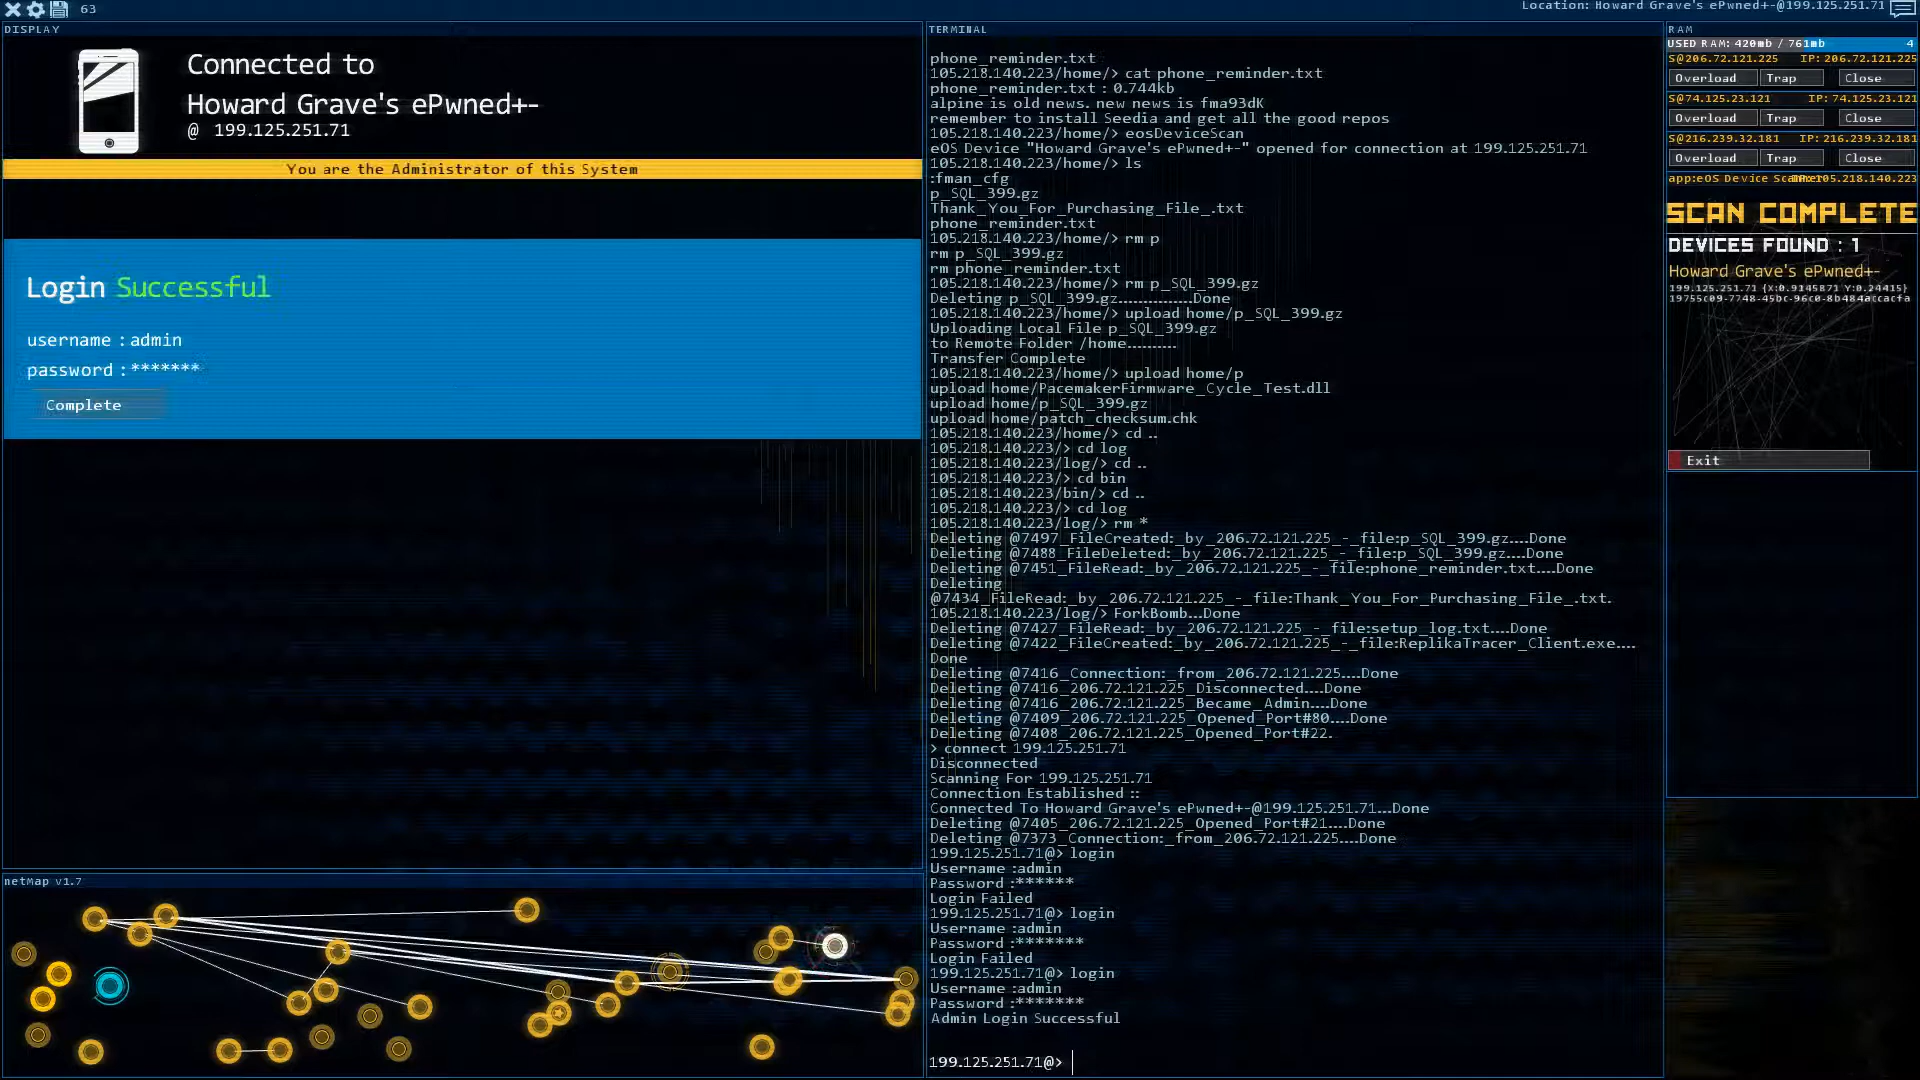 63
Location: Howard Grave's ePwned+-@199.125.251.71
DISPLAY
Connected to
Howard Grave's ePwned+-
@ 199.125.251.71
You are the Administrator of this System
Login Successful
username : admin
password : *******
Complete
netMap v1.7
TERMINAL
phone_reminder.txt
105.218.140.223/home/> cat phone_reminder.txt
phone_reminder.txt : 0.744kb
alpine is old news. new news is fma93dK
remember to install Seedia and get all the good repos
105.218.140.223/home/> eosDeviceScan
eOS Device "Howard Grave's ePwned+-" opened for connection at 199.125.251.71
105.218.140.223/home/> ls
:fman_cfg
p_SQL_399.gz
Thank_You_For_Purchasing_File_.txt
phone_reminder.txt
105.218.140.223/home/> rm p
rm p_SQL_399.gz
rm phone_reminder.txt
105.218.140.223/home/> rm p_SQL_399.gz
Deleting p_SQL_399.gz..............Done
105.218.140.223/home/> upload home/p_SQL_399.gz
Uploading Local File p_SQL_399.gz
to Remote Folder /home..........
Transfer Complete
105.218.140.223/home/> upload home/p
upload home/PacemakerFirmware_Cycle_Test.dll
upload home/p_SQL_399.gz
upload home/patch_checksum.chk
105.218.140.223/home/> cd ..
105.218.140.223/> cd log
105.218.140.223/log/> cd ..
105.218.140.223/> cd bin
105.218.140.223/bin/> cd ..
105.218.140.223/> cd log
105.218.140.223/log/> rm *
Deleting @7497_FileCreated:_by_206.72.121.225_-_file:p_SQL_399.gz....Done
Deleting @7488_FileDeleted:_by_206.72.121.225_-_file:p_SQL_399.gz....Done
Deleting @7451_FileRead:_by_206.72.121.225_-_file:phone_reminder.txt....Done
Deleting
@7434_FileRead:_by_206.72.121.225_-_file:Thank_You_For_Purchasing_File_.txt.
105.218.140.223/log/> ForkBomb...Done
Deleting @7427_FileRead:_by_206.72.121.225_-_file:setup_log.txt....Done
Deleting @7422_FileCreated:_by_206.72.121.225_-_file:ReplikaTracer_Client.exe....
Done
Deleting @7416_Connection:_from_206.72.121.225....Done
Deleting @7416_206.72.121.225_Disconnected....Done
Deleting @7416_206.72.121.225_Became_Admin....Done
Deleting @7409_206.72.121.225_Opened_Port#80....Done
Deleting @7408_206.72.121.225_Opened_Port#22.
> connect 199.125.251.71
Disconnected
Scanning For 199.125.251.71
Connection Established ::
Connected To Howard Grave's ePwned+-@199.125.251.71...Done
Deleting @7405_206.72.121.225_Opened_Port#21....Done
Deleting @7373_Connection:_from_206.72.121.225....Done
199.125.251.71@> login
Username :admin
Password :******
Login Failed
199.125.251.71@> login
Username :admin
Password :*******
Login Failed
199.125.251.71@> login
Username :admin
Password :*******
Admin Login Successful
199.125.251.71@>
RAM
USED RAM: 420mb / 761mb 4
S@206.72.121.225 IP: 206.72.121.225
Overload Trap Close
S@74.125.23.121 IP: 74.125.23.121
Overload Trap Close
S@216.239.32.181 IP: 216.239.32.181
Overload Trap Close
app:eOS Device 105.218.140.223
SCAN COMPLETE
DEVICES FOUND : 1
Howard Grave's ePwned+-
199.125.251.71 {X:0.9145871 Y:0.24415}
19755c09-7748-45bc-96c0-8b484accacfa
Exit